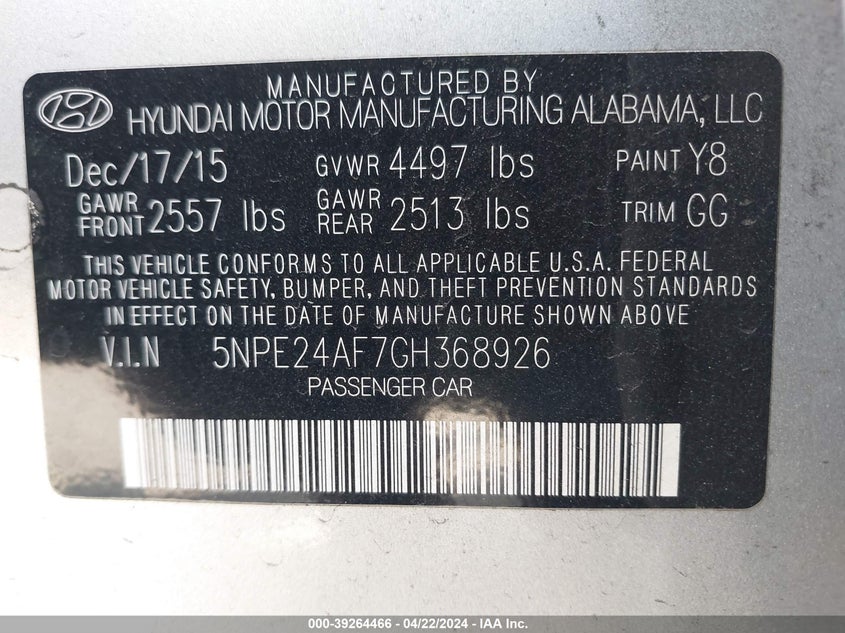 MANUFACTURED BY
HYUNDAI MOTOR MANUFACTURING ALABAMA, LLC
Dec/17/15 GVWR 4497 lbs PAINT Y8
GAWR FRONT 2557 lbs GAWR REAR 2513 lbs TRIM GG
THIS VEHICLE CONFORMS TO ALL APPLICABLE U.S.A. FEDERAL
MOTOR VEHICLE SAFETY, BUMPER, AND THEFT PREVENTION STANDARDS
IN EFFECT ON THE DATE OF MANUFACTURE SHOWN ABOVE
V.I.N 5NPE24AF7GH368926
PASSENGER CAR
000-39264466 - 04/22/2024 - IAA Inc.